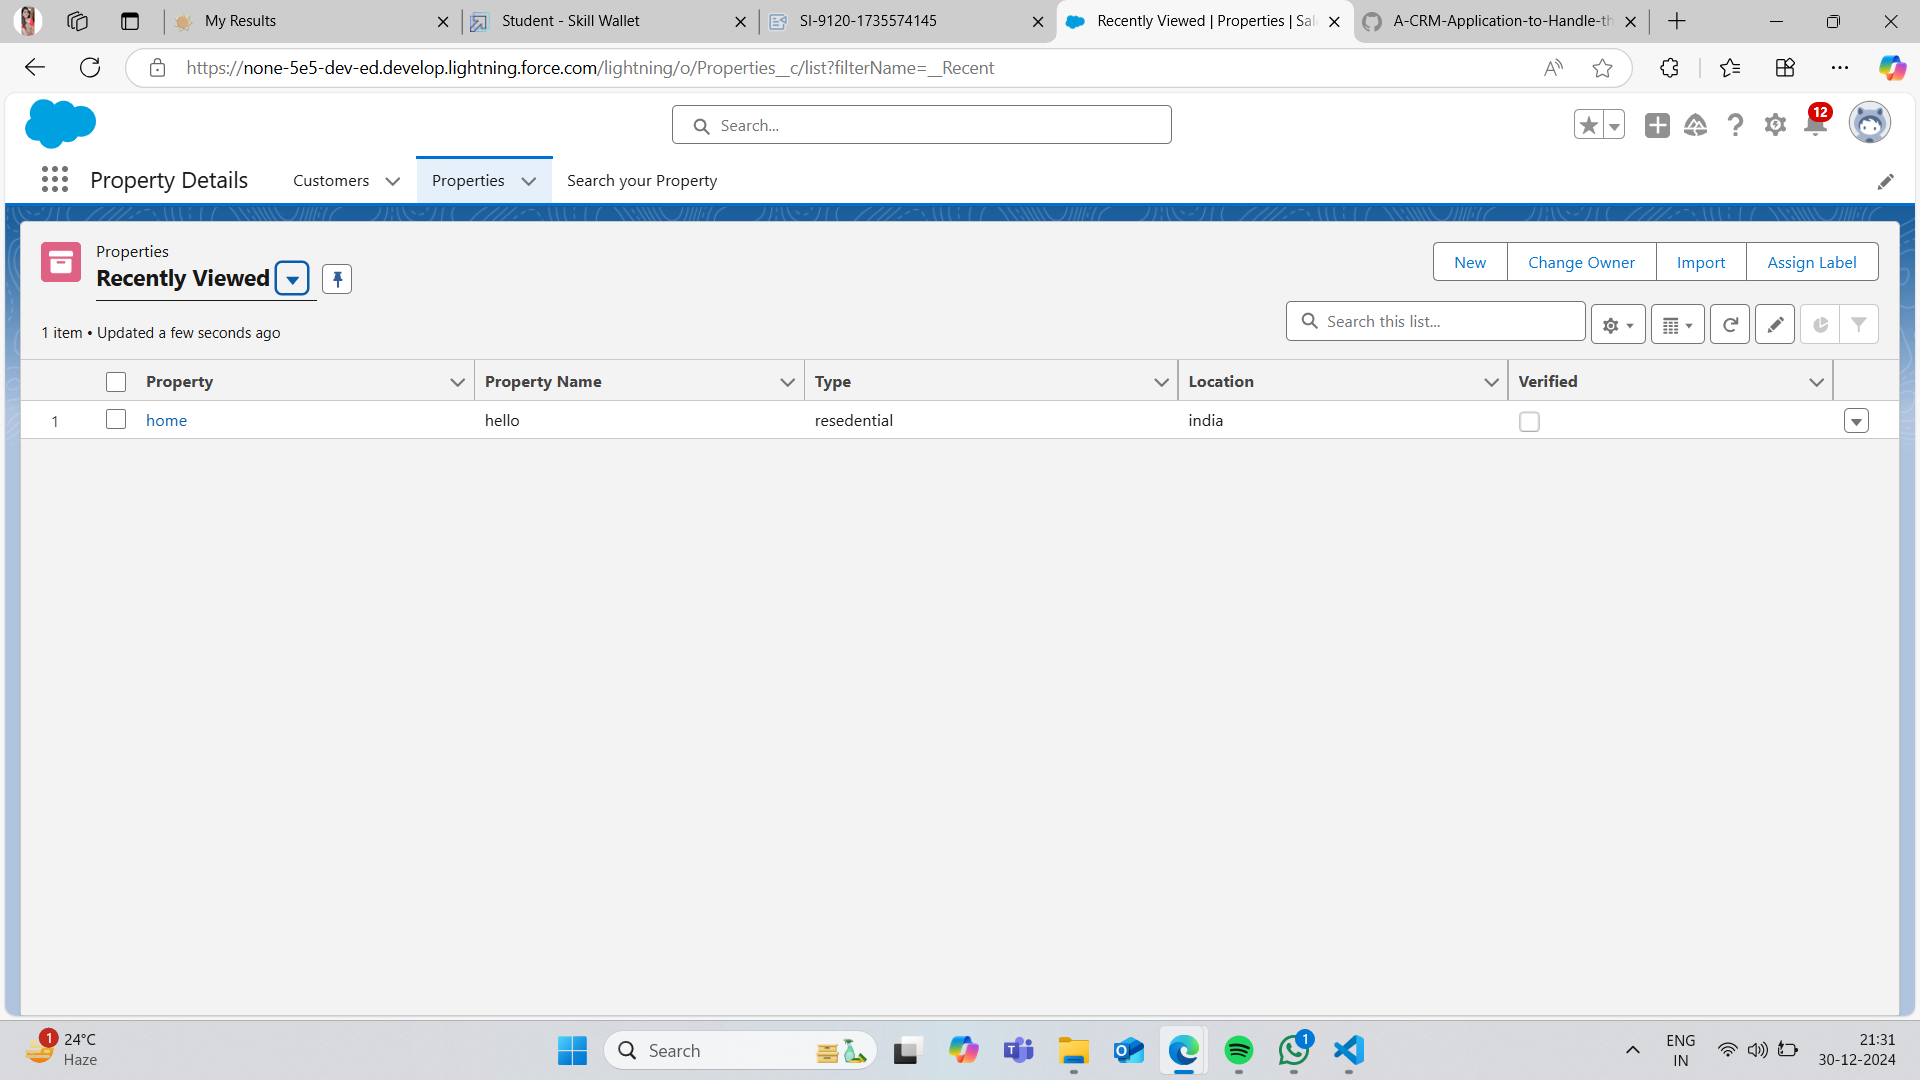 My Results
Student - Skill Wallet
SI-9120-1735574145
Recently Viewed | Properties | Sal
A-CRM-Application-to-Handle-th
https://none-5e5-dev-ed.develop.lightning.force.com/lightning/o/Properties__c/list?filterName=__Recent
Search...
12
Property Details
Customers
Properties
Search your Property
Properties
Recently Viewed
New
Change Owner
Import
Assign Label
1 item • Updated a few seconds ago
Search this list...
Property
Property Name
Type
Location
Verified
1
home
hello
resedential
india
1
24°C
Haze
Search
1
ENG
IN
21:31
30-12-2024